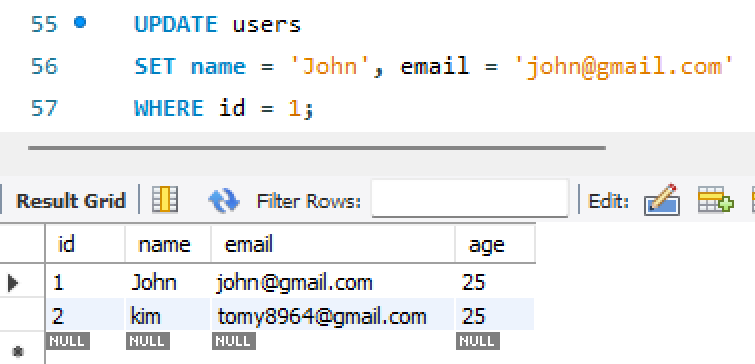 55 UPDATE users
56 SET name = 'John', email = 'john@gmail.com'
57 WHERE id = 1;
Result Grid Filter Rows: Edit:
id name email age
1 John john@gmail.com 25
2 kim tomy8964@gmail.com 25
NULL NULL NULL NULL